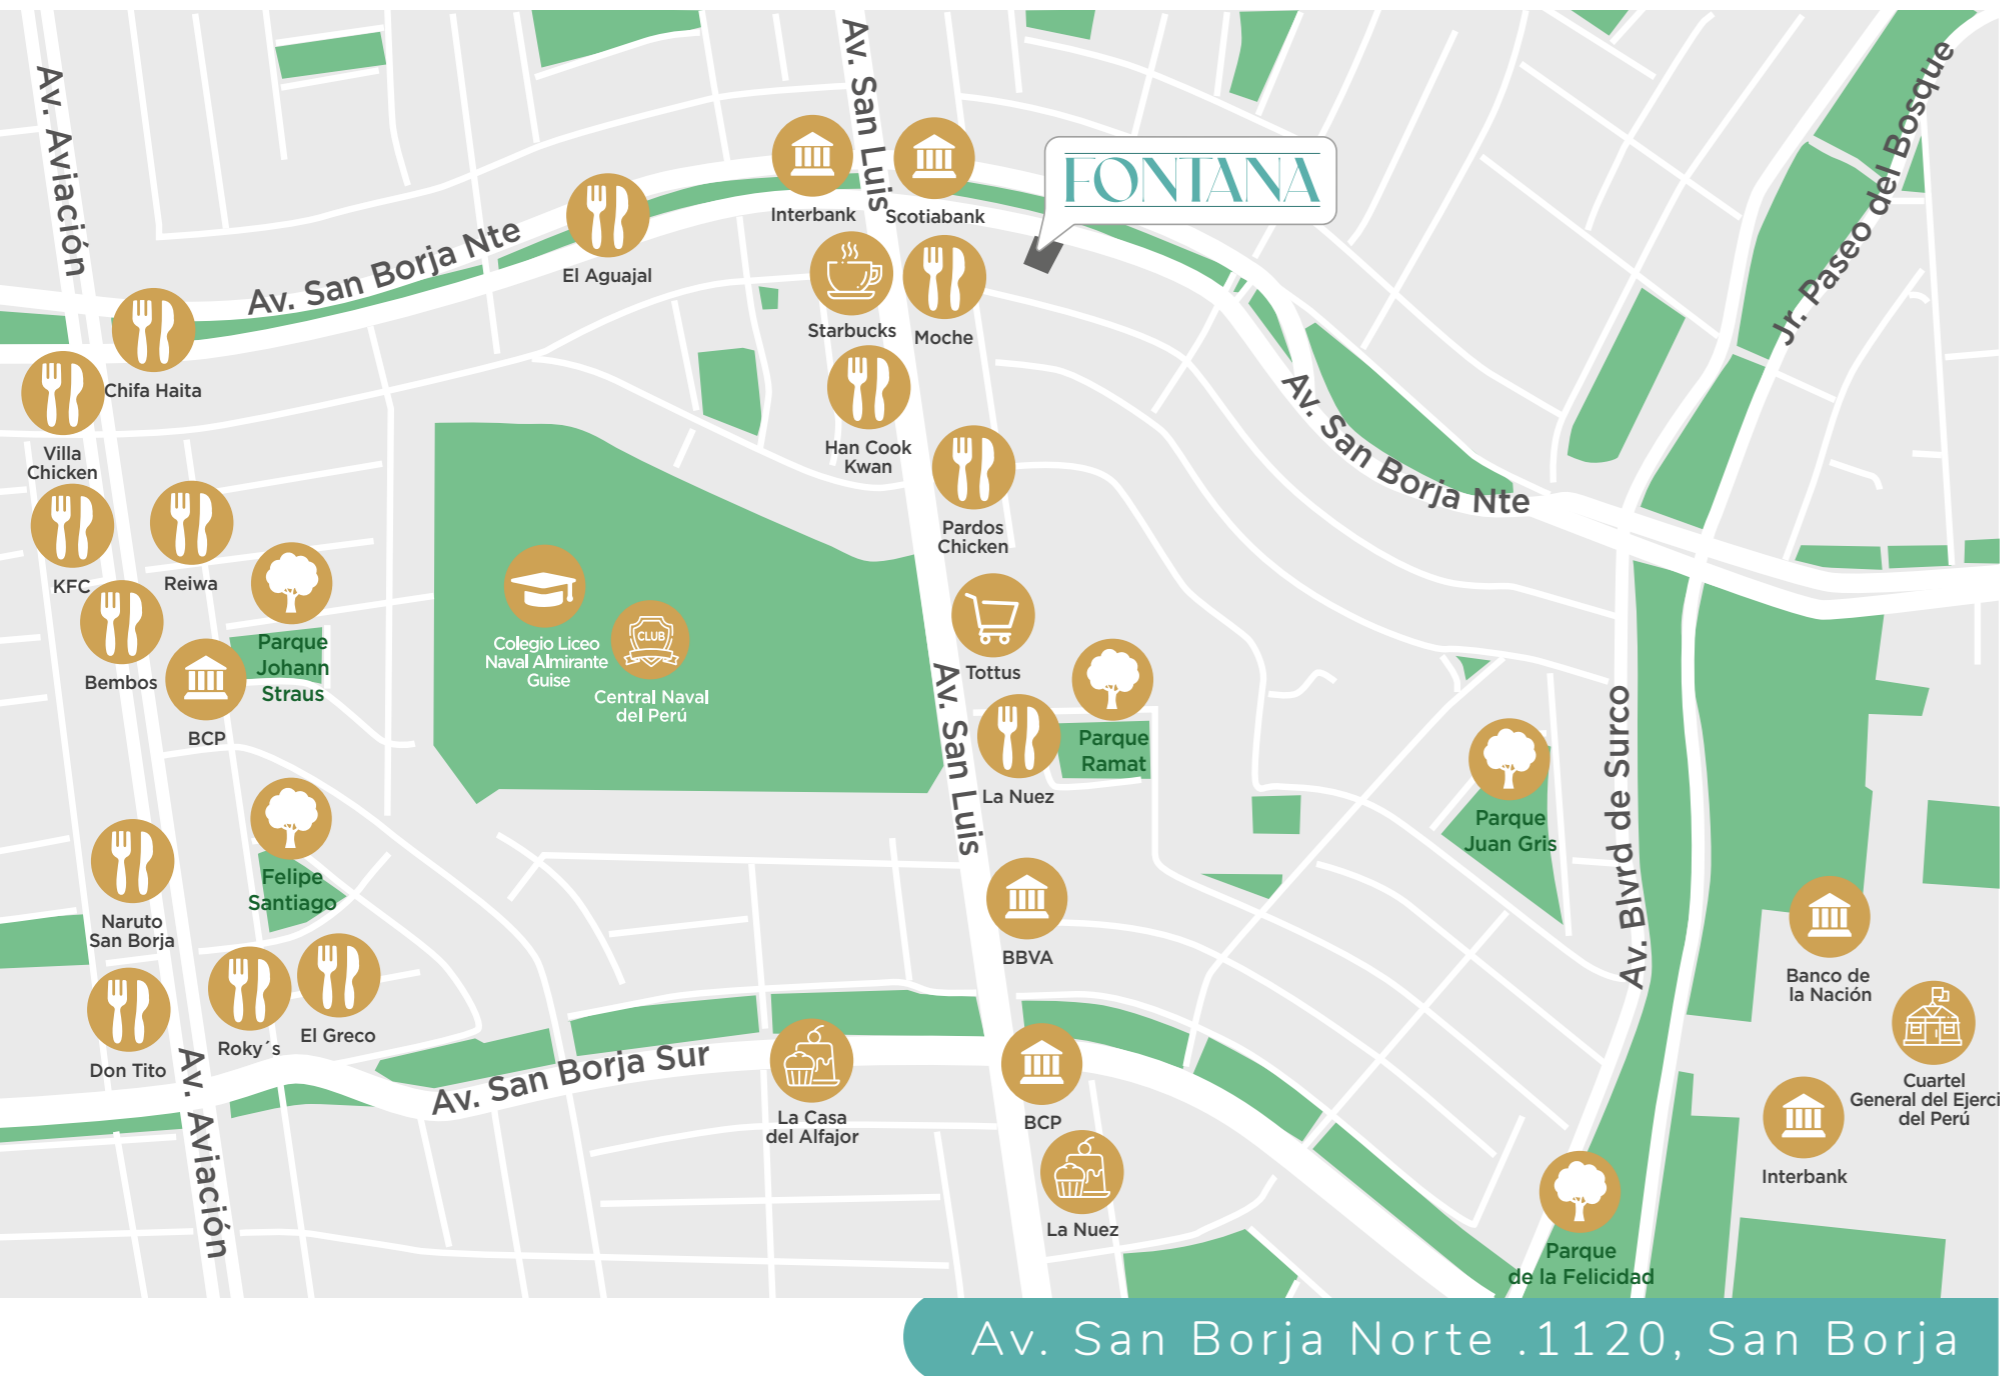 Av. Aviación
Av. San Luis
Jr. Paseo del Bosque
FONTANA
Interbank
Scotiabank
Av. San Borja Nte
El Aguajal
Starbucks
Moche
Chifa Haita
Villa
Chicken
Han Cook
Kwan
Av. San Borja Nte
Pardos
Chicken
KFC
Reiwa
Parque
Johann
Straus
Bembos
BCP
Colegio Liceo
Naval Almirante
Guise
CLUB
Central Naval
del Perú
Tottus
Av. San Luis
Parque
Ramat
La Nuez
Av. Blvrd de Surco
Parque
Juan Gris
Felipe
Santiago
Naruto
San Borja
BBVA
Banco de
la Nación
Roky´s
El Greco
Don Tito
Av. Aviación
Av. San Borja Sur
La Casa
del Alfajor
BCP
Cuartel
General del Ejerci
del Perú
Interbank
La Nuez
Parque
de la Felicidad
Av. San Borja Norte .1120, San Borja